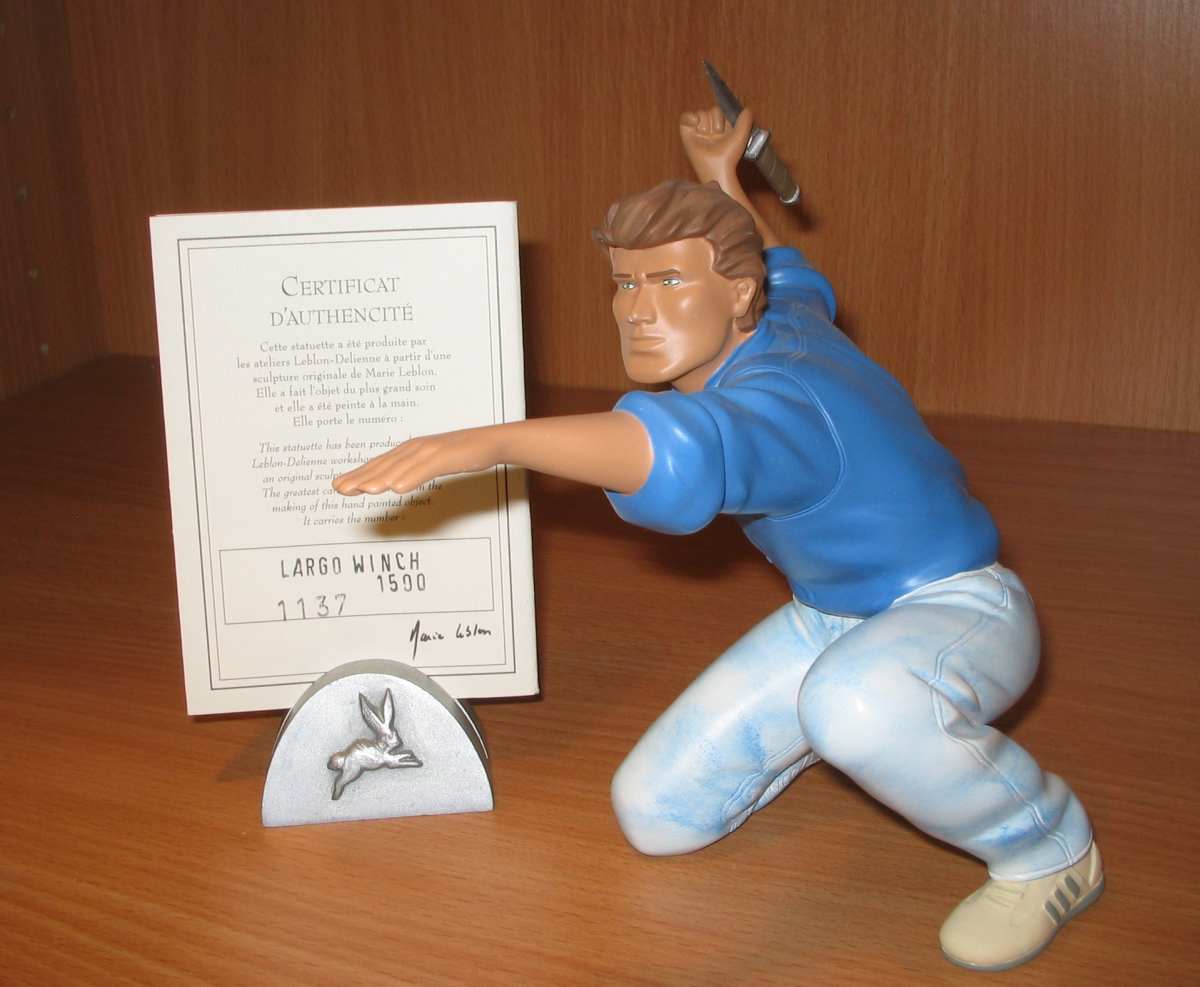 CERTIFICAT
D'AUTHENCITÉ
Cette statuette a été produite par
les ateliers Leblon-Delienne à partir d'une
sculpture originale de Marie Leblon.
Elle a fait l'objet du plus grand soin
et elle a été peinte à la main.
Elle porte le numéro :
This statuette has been
Leblon-Delienne
an original
The greatest the
making of this hand painted object.
It carries the number :
LARGO WINCH
1500
1137
Marie Leblon